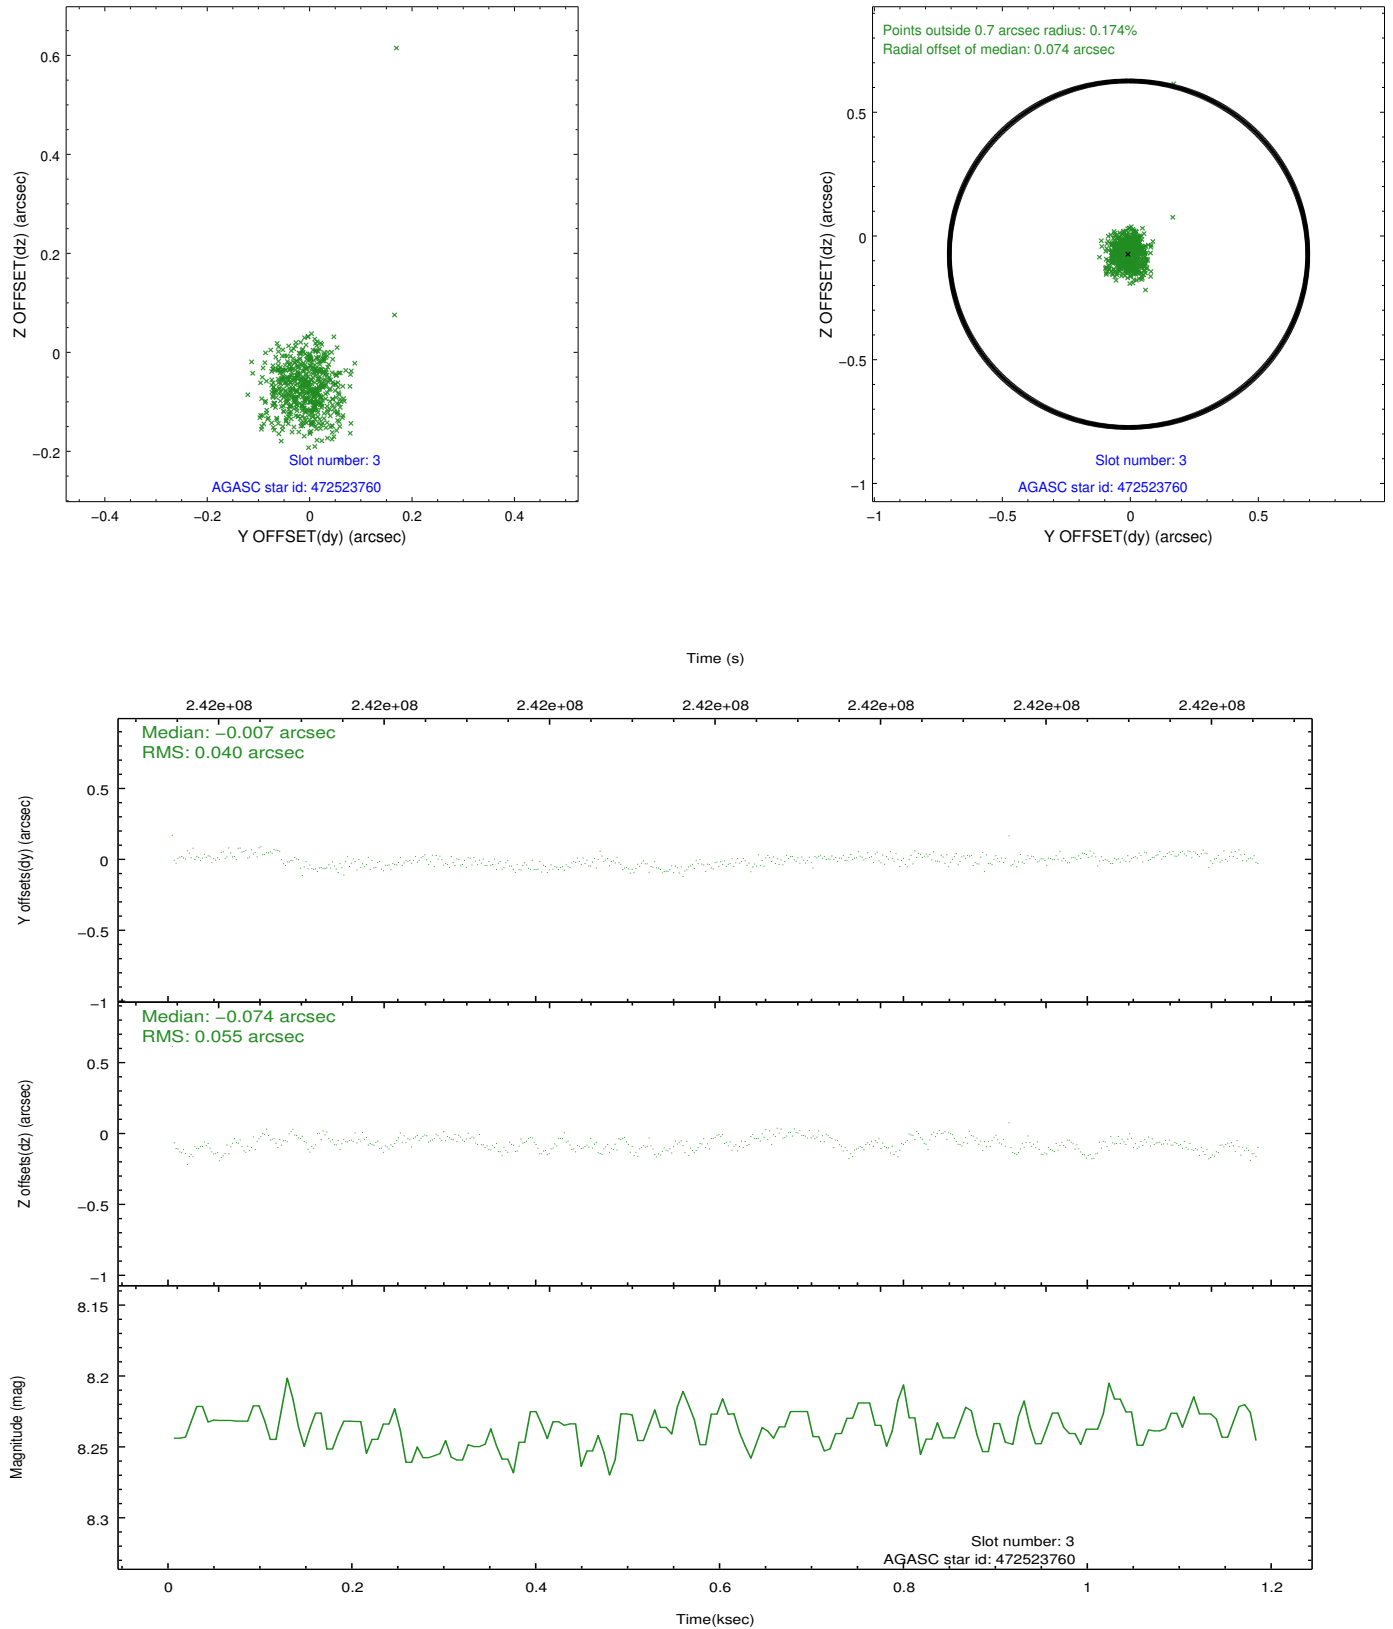 0.6
0.4
0.2
0
−0.2
Z OFFSET(dz) (arcsec)
Slot number: 3
AGASC star id: 472523760
−0.4 −0.2 0 0.2 0.4
Y OFFSET(dy) (arcsec)
Points outside 0.7 arcsec radius: 0.174%
Radial offset of median: 0.074 arcsec
0.5
0
−0.5
−1
Z OFFSET(dz) (arcsec)
Slot number: 3
AGASC star id: 472523760
−1 −0.5 0 0.5
Y OFFSET(dy) (arcsec)
Time (s)
2.42e+08 2.42e+08 2.42e+08 2.42e+08 2.42e+08 2.42e+08 2.42e+08
Median: −0.007 arcsec
RMS: 0.040 arcsec
0.5
0
−0.5
−1
Y offsets(dy) (arcsec)
Median: −0.074 arcsec
RMS: 0.055 arcsec
0.5
0
−0.5
−1
Z offsets(dz) (arcsec)
8.15
8.2
8.25
8.3
Magnitude (mag)
Slot number: 3
AGASC star id: 472523760
0 0.2 0.4 0.6 0.8 1 1.2
Time(ksec)